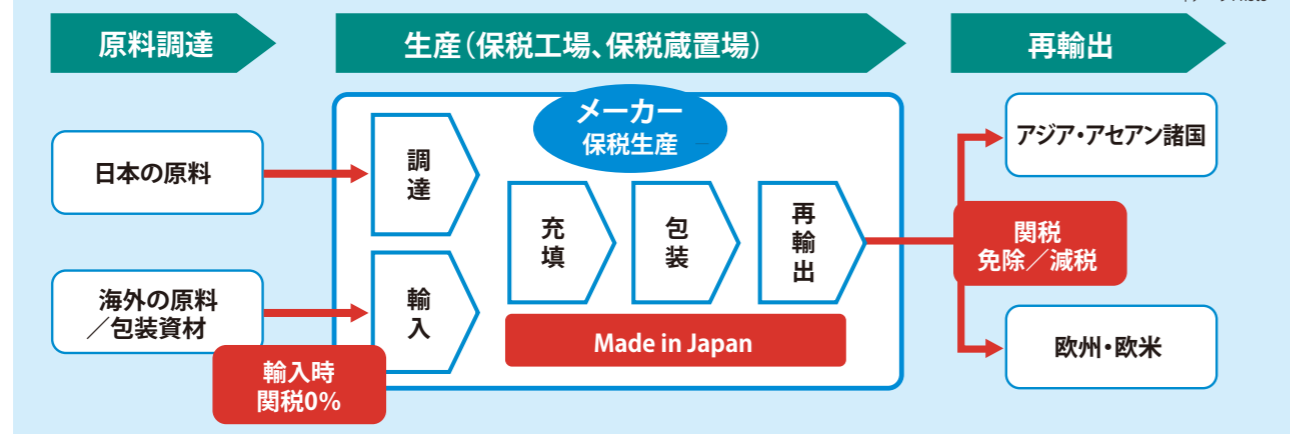 原料調達
生産（保税工場、保税蔵置場）
再輸出
日本の原料
海外の原料
／包装資材
輸入時
関税0%
調達
輸入
メーカー
保税生産
充填
包装
再輸出
Made in Japan
関税
免除／減税
アジア・アセアン諸国
欧州・欧米